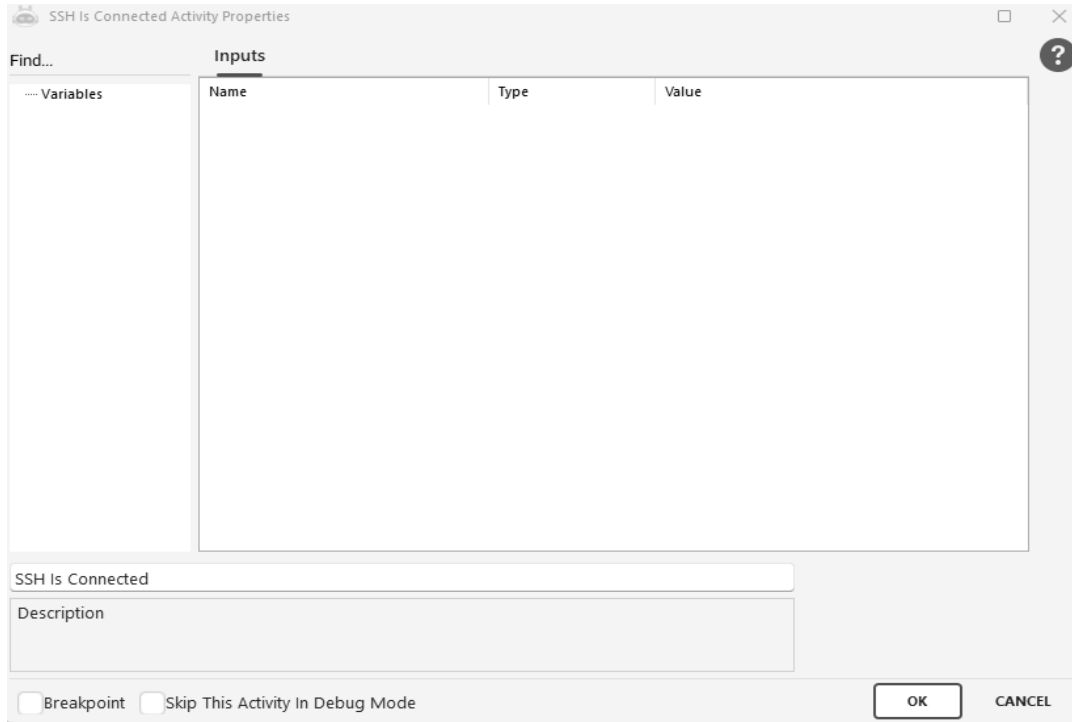 SSH Is Connected Activity Properties
Find...
Inputs
?
Variables
Name Type Value
SSH Is Connected
Description
Breakpoint Skip This Activity In Debug Mode OK CANCEL